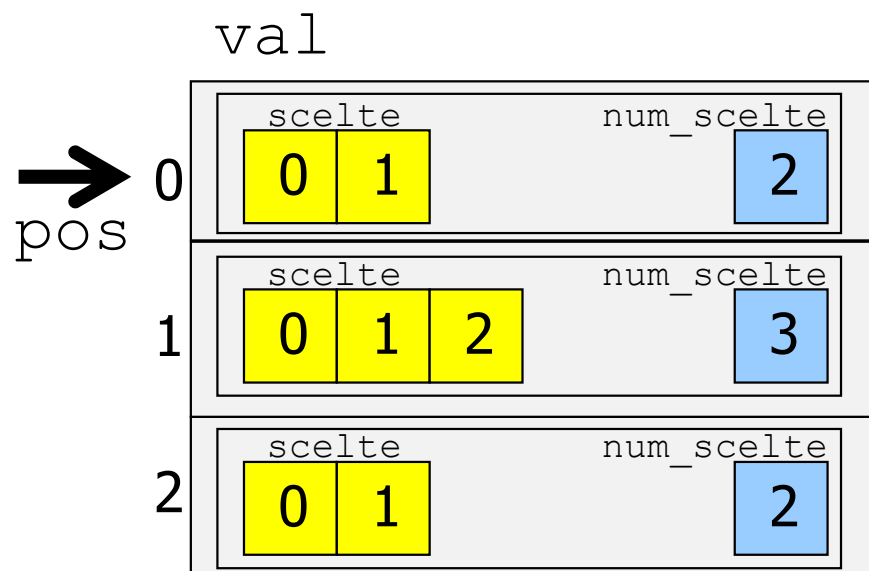 val
scelte num_scelte
0 0 1 2
pos
scelte num_scelte
1 0 1 2 3
scelte num_scelte
2 0 1 2